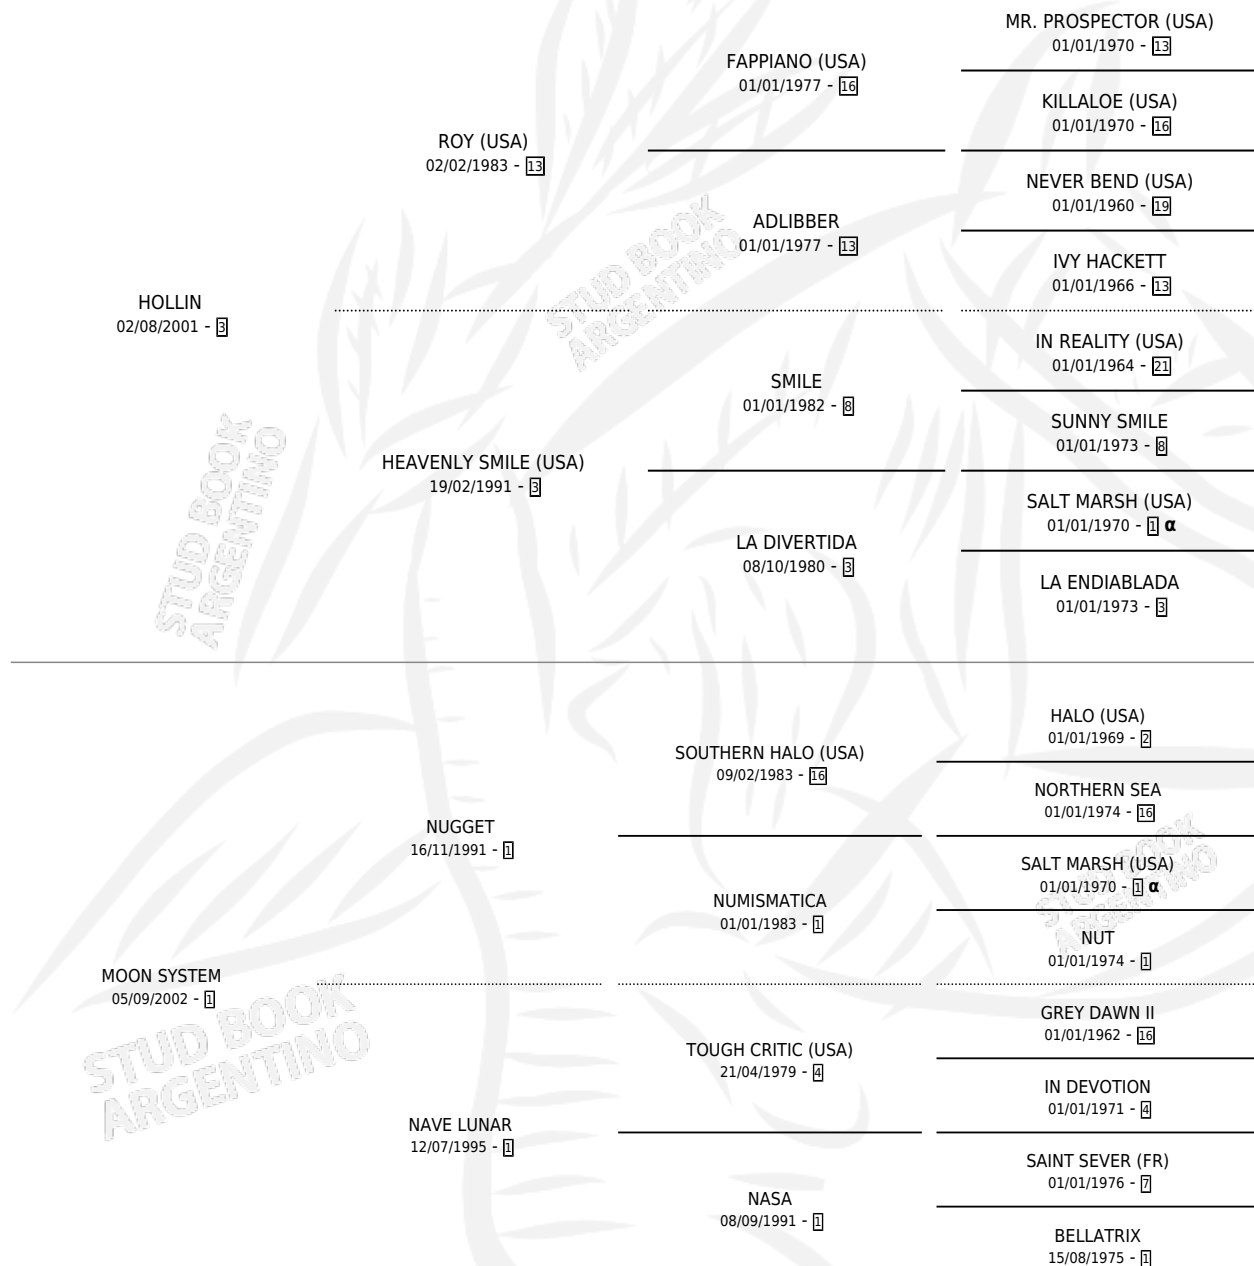 MR. PROSPECTOR (USA)
01/01/1970 - 13
FAPPIANO (USA)
01/01/1977 - 16
KILLALOE (USA)
01/01/1970 - 16
ROY (USA)
02/02/1983 - 13
NEVER BEND (USA)
01/01/1960 - 19
ADLIBBER
01/01/1977 - 13
IVY HACKETT
01/01/1966 - 13
HOLLIN
02/08/2001 - 3
IN REALITY (USA)
01/01/1964 - 21
SMILE
01/01/1982 - 8
SUNNY SMILE
01/01/1973 - 8
HEAVENLY SMILE (USA)
19/02/1991 - 3
SALT MARSH (USA)
01/01/1970 - 1 α
LA DIVERTIDA
08/10/1980 - 3
LA ENDIABLADA
01/01/1973 - 3
HALO (USA)
01/01/1969 - 2
SOUTHERN HALO (USA)
09/02/1983 - 16
NORTHERN SEA
01/01/1974 - 16
NUGGET
16/11/1991 - 1
SALT MARSH (USA)
01/01/1970 - 1 α
NUMISMATICA
01/01/1983 - 1
NUT
01/01/1974 - 1
MOON SYSTEM
05/09/2002 - 1
GREY DAWN II
01/01/1962 - 16
TOUGH CRITIC (USA)
21/04/1979 - 4
IN DEVOTION
01/01/1971 - 4
NAVE LUNAR
12/07/1995 - 1
SAINT SEVER (FR)
01/01/1976 - 7
NASA
08/09/1991 - 1
BELLATRIX
15/08/1975 - 1
STUD BOOK
ARGENTINO
STUD BOOK
ARGENTINO
STUD BOOK
ARGENTINO
STUD BOOK
ARGENTINO